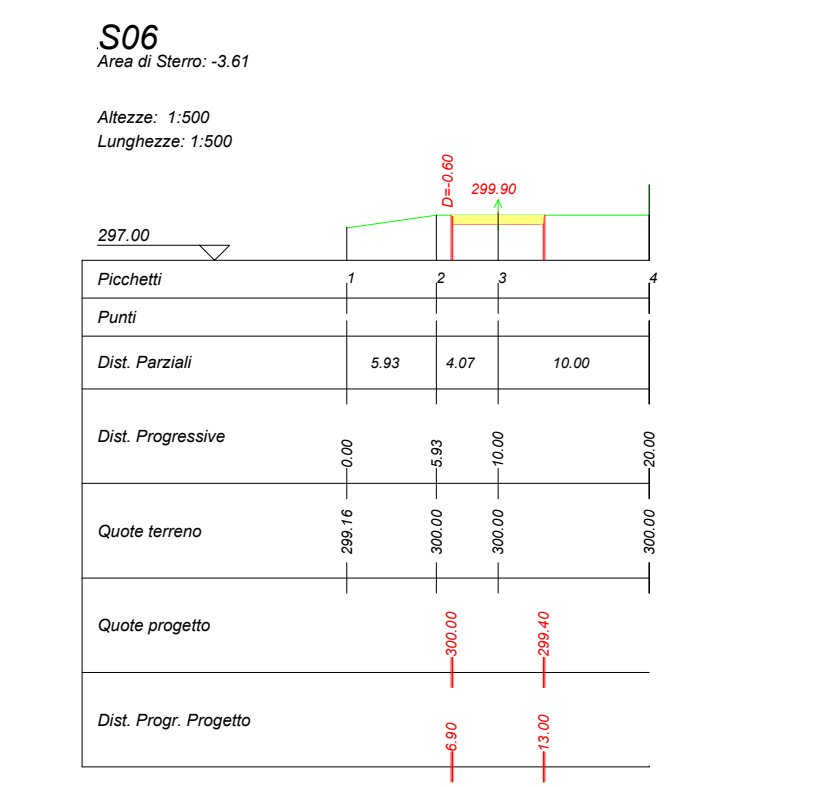 S06
Area di Sterro: -3.61
Altezze: 1:500
Lunghezze: 1:500
D=-0.60
299.90
297.00
Picchetti 1 2 3 4
Punti
Dist. Parziali 5.93 4.07 10.00
Dist. Progressive 0.00 5.93 10.00 20.00
Quote terreno 299.16 300.00 300.00 300.00
Quote progetto 300.00 299.40
Dist. Progr. Progetto 6.90 13.00